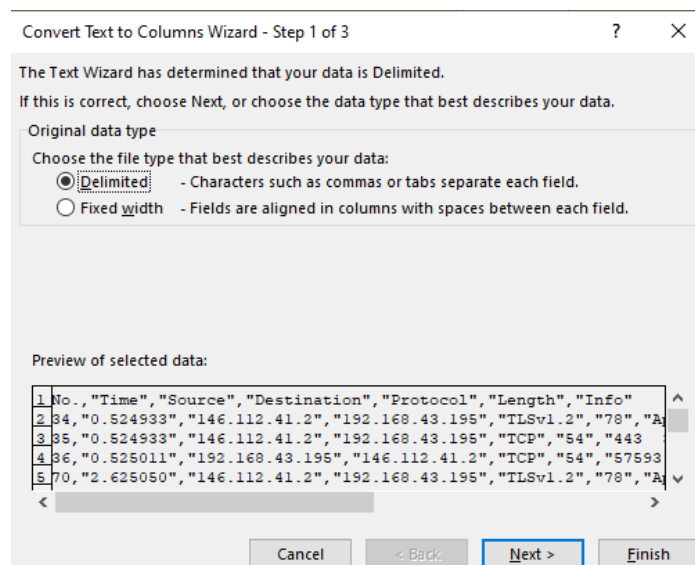 Convert Text to Columns Wizard - Step 1 of 3 ? ✕
The Text Wizard has determined that your data is Delimited.
If this is correct, choose Next, or choose the data type that best describes your data.
Original data type
Choose the file type that best describes your data:
Delimited - Characters such as commas or tabs separate each field.
Fixed width - Fields are aligned in columns with spaces between each field.
Preview of selected data:
1 No.,"Time","Source","Destination","Protocol","Length","Info"
2 34,"0.524933","146.112.41.2","192.168.43.195","TLSv1.2","78","Ap
3 35,"0.524933","146.112.41.2","192.168.43.195","TCP","54","443
4 36,"0.525011","192.168.43.195","146.112.41.2","TCP","54","57593
5 70,"2.625050","146.112.41.2","192.168.43.195","TLSv1.2","78","Ap
Cancel < Back Next > Finish